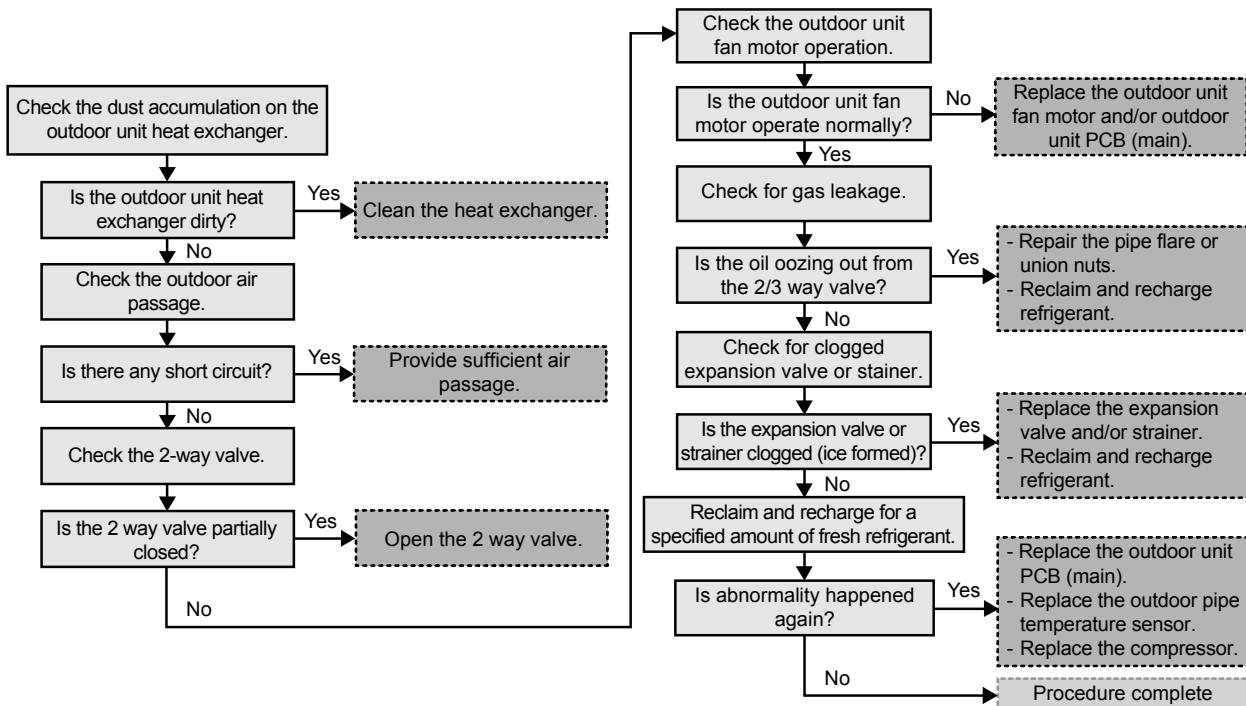 Check the dust accumulation on the
outdoor unit heat exchanger.
Is the outdoor unit heat
exchanger dirty?
Yes
Clean the heat exchanger.
No
Check the outdoor air
passage.
Is there any short circuit?
Yes
Provide sufficient air
passage.
No
Check the 2-way valve.
Is the 2 way valve partially
closed?
Yes
Open the 2 way valve.
No
Check the outdoor unit
fan motor operation.
Is the outdoor unit fan
motor operate normally?
No
Replace the outdoor unit
fan motor and/or outdoor
unit PCB (main).
Yes
Check for gas leakage.
Is the oil oozing out from
the 2/3 way valve?
Yes
- Repair the pipe flare or
union nuts.
- Reclaim and recharge
refrigerant.
No
Check for clogged
expansion valve or stainer.
Is the expansion valve or
strainer clogged (ice formed)?
Yes
- Replace the expansion
valve and/or strainer.
- Reclaim and recharge
refrigerant.
No
Reclaim and recharge for a
specified amount of fresh refrigerant.
Is abnormality happened
again?
Yes
- Replace the outdoor unit
PCB (main).
- Replace the outdoor pipe
temperature sensor.
- Replace the compressor.
No
Procedure complete